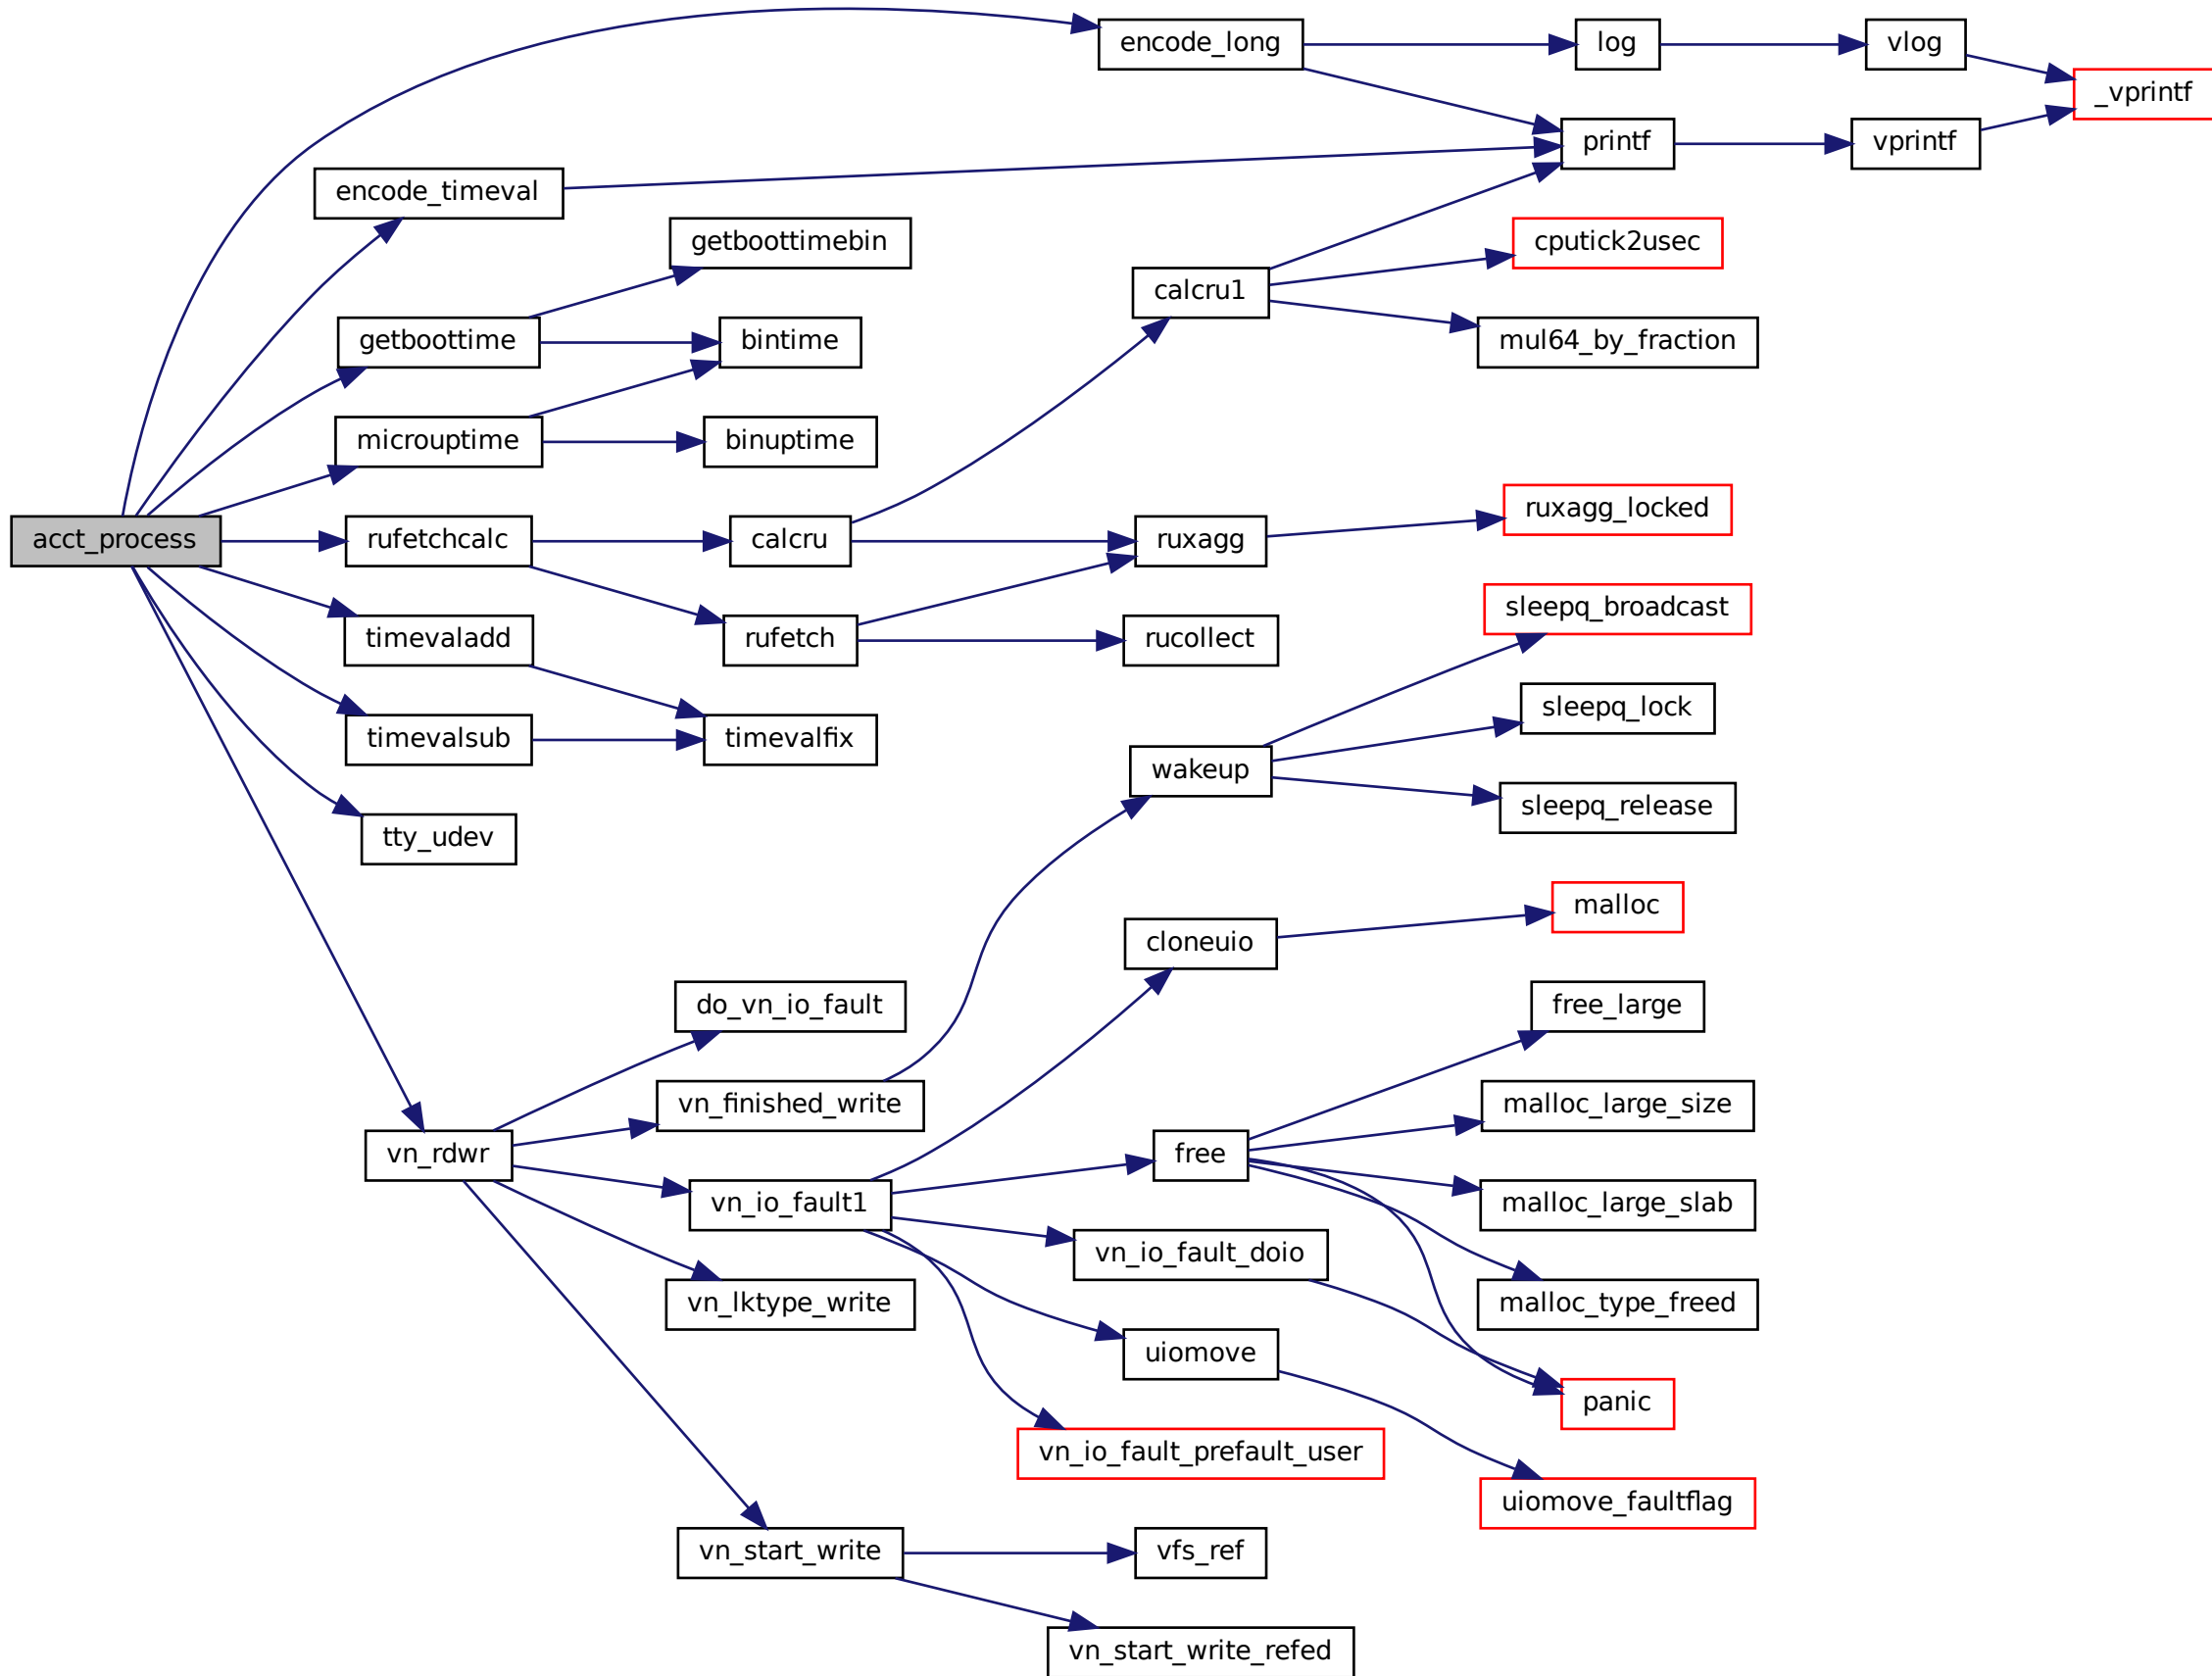 encode_long
log
vlog
_vprintf
printf
vprintf
encode_timeval
getboottimebin
cputick2usec
calcru1
getboottime
bintime
mul64_by_fraction
microuptime
binuptime
acct_process
rufetchcalc
calcru
ruxagg
ruxagg_locked
sleepq_broadcast
timevaladd
rufetch
rucollect
sleepq_lock
timevalsub
timevalfix
wakeup
sleepq_release
tty_udev
malloc
cloneuio
do_vn_io_fault
free_large
vn_finished_write
malloc_large_size
vn_rdwr
free
vn_io_fault1
malloc_large_slab
vn_io_fault_doio
vn_lktype_write
malloc_type_freed
uiomove
panic
vn_io_fault_prefault_user
uiomove_faultflag
vn_start_write
vfs_ref
vn_start_write_refed